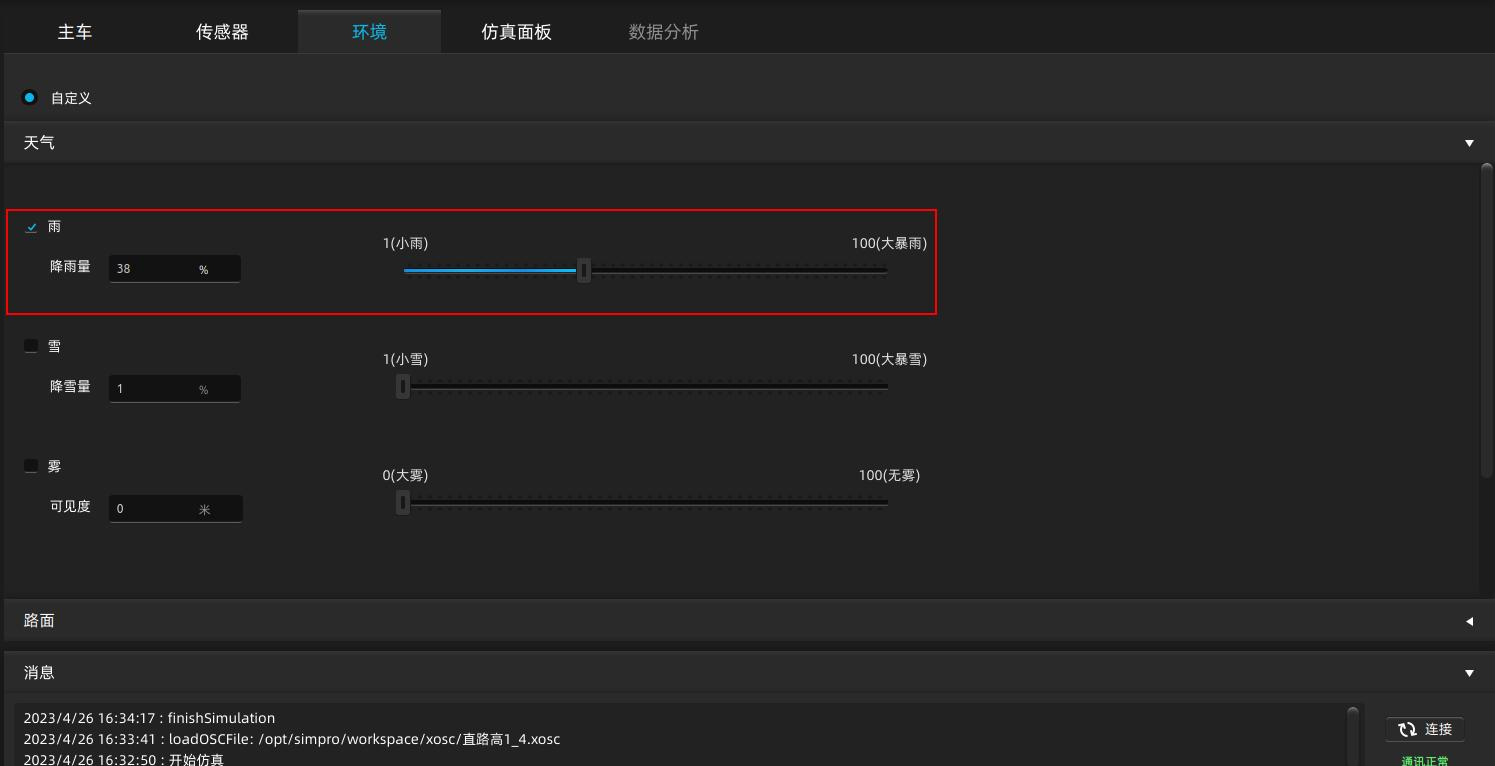 主车 传感器 环境 仿真面板 数据分析
自定义
天气
雨
1(小雨) 100(大暴雨)
降雨量 38 %
雪
1(小雪) 100(大暴雪)
降雪量 1 %
雾
0(大雾) 100(无雾)
可见度 0 米
路面
消息
2023/4/26 16:34:17 : finishSimulation
连接
2023/4/26 16:33:41 : loadOSCFile: /opt/simpro/workspace/xosc/直路高1_4.xosc
2023/4/26 16:32:50 : 开始仿真
通讯正常